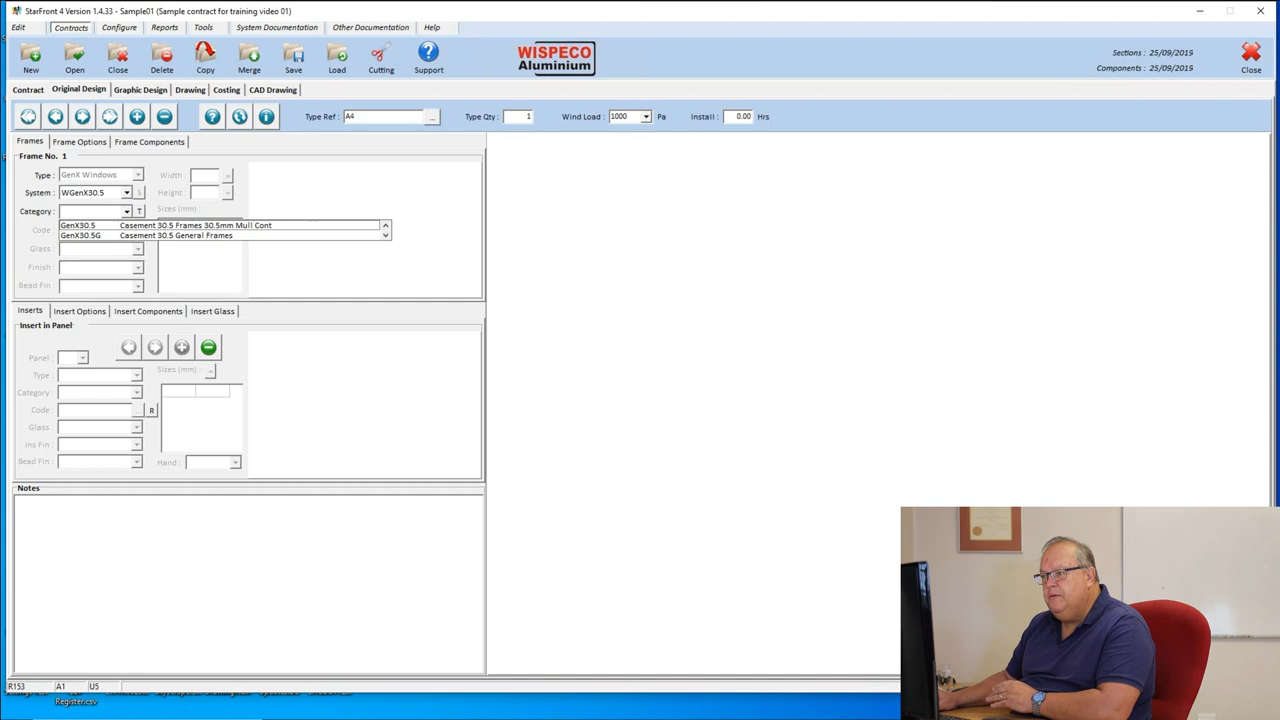 StarFront 4 Version 1.4.33 - Sample01 (Sample contract for training video 01)
Edit Contracts Configure Reports Tools System Documentation Other Documentation Help
New Open Close Delete Copy Merge Save Load Cutting Support
WISPECO
Aluminium
Sections : 25/09/2019
Components : 25/09/2019
Close
Contract Original Design Graphic Design Drawing Costing CAD Drawing
Type Ref : A4 ... Type Qty : 1 Wind Load : 1000 Pa Install : 0.00 Hrs
Frames Frame Options Frame Components
Frame No. 1
Type : GenX Windows Width :
System : WGenX30.5 S Height :
Category : T Sizes (mm) :
Code : GenX30.5 Casement 30.5 Frames 30.5mm Mull Cont
GenX30.5G Casement 30.5 General Frames
Glass :
Finish :
Bead Fin :
Inserts Insert Options Insert Components Insert Glass
Insert in Panel
Panel :
Type : Sizes (mm) :
Category :
Code : R
Glass :
Ins Fin :
Bead Fin : Hand :
Notes
R153 A1 U5
Register.csv